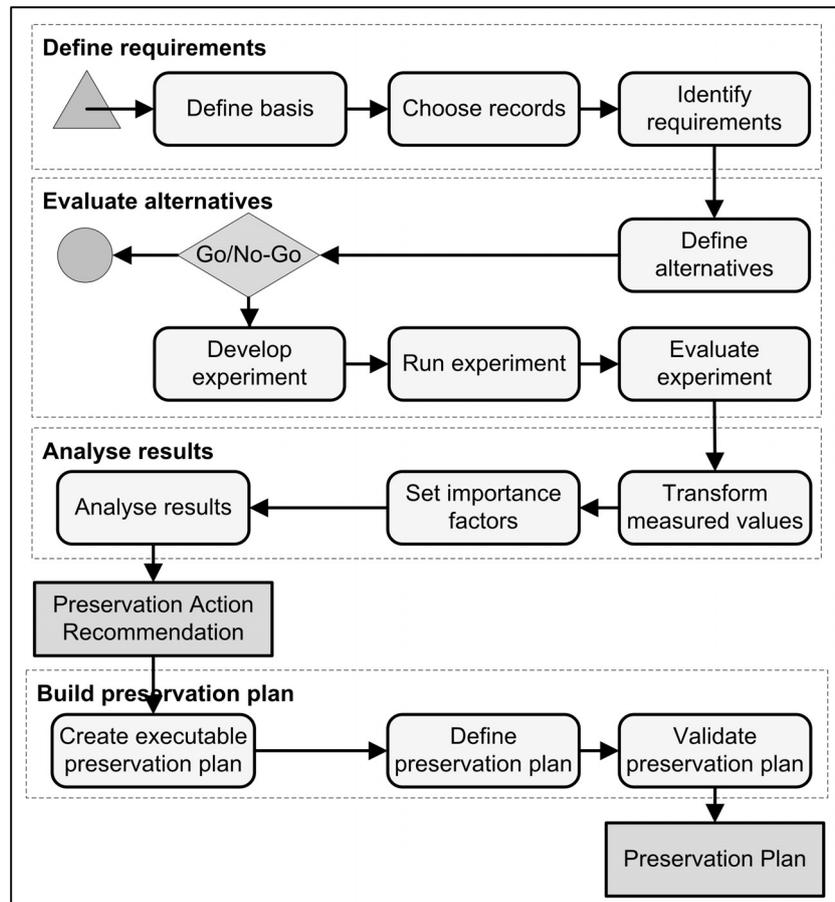 Define requirements
Define basis
Choose records
Identify
requirements
Evaluate alternatives
Go/No-Go
Define
alternatives
Develop
experiment
Run experiment
Evaluate
experiment
Analyse results
Analyse results
Set importance
factors
Transform
measured values
Preservation Action
Recommendation
Build preservation plan
Create executable
preservation plan
Define
preservation plan
Validate
preservation plan
Preservation Plan